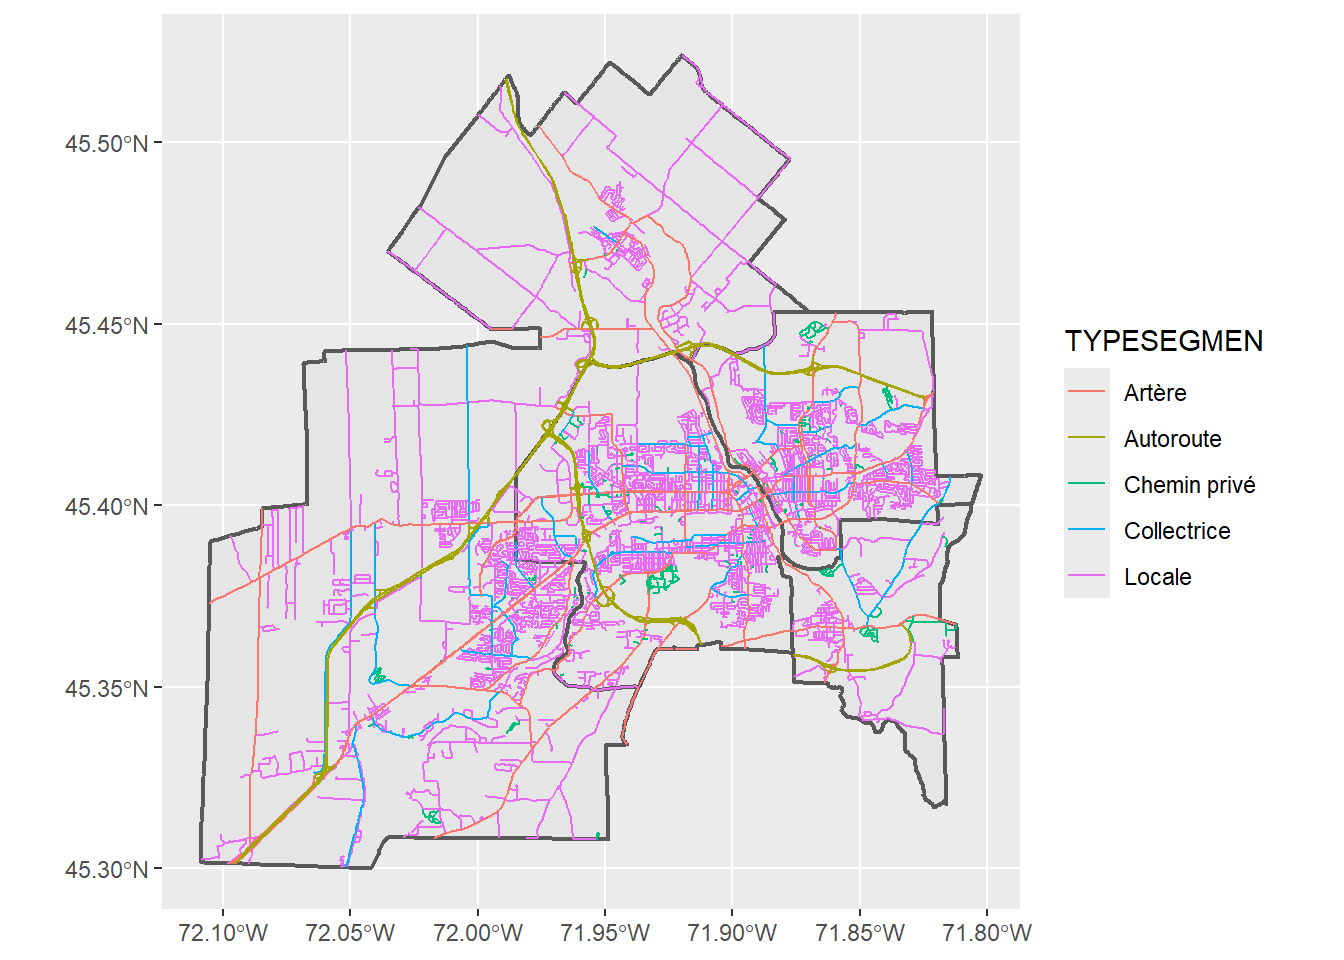 45.50°N
45.45°N
45.40°N
45.35°N
45.30°N
72.10°W
72.05°W
72.00°W
71.95°W
71.90°W
71.85°W
71.80°W
TYPESEGMEN
Artère
Autoroute
Chemin privé
Collectrice
Locale